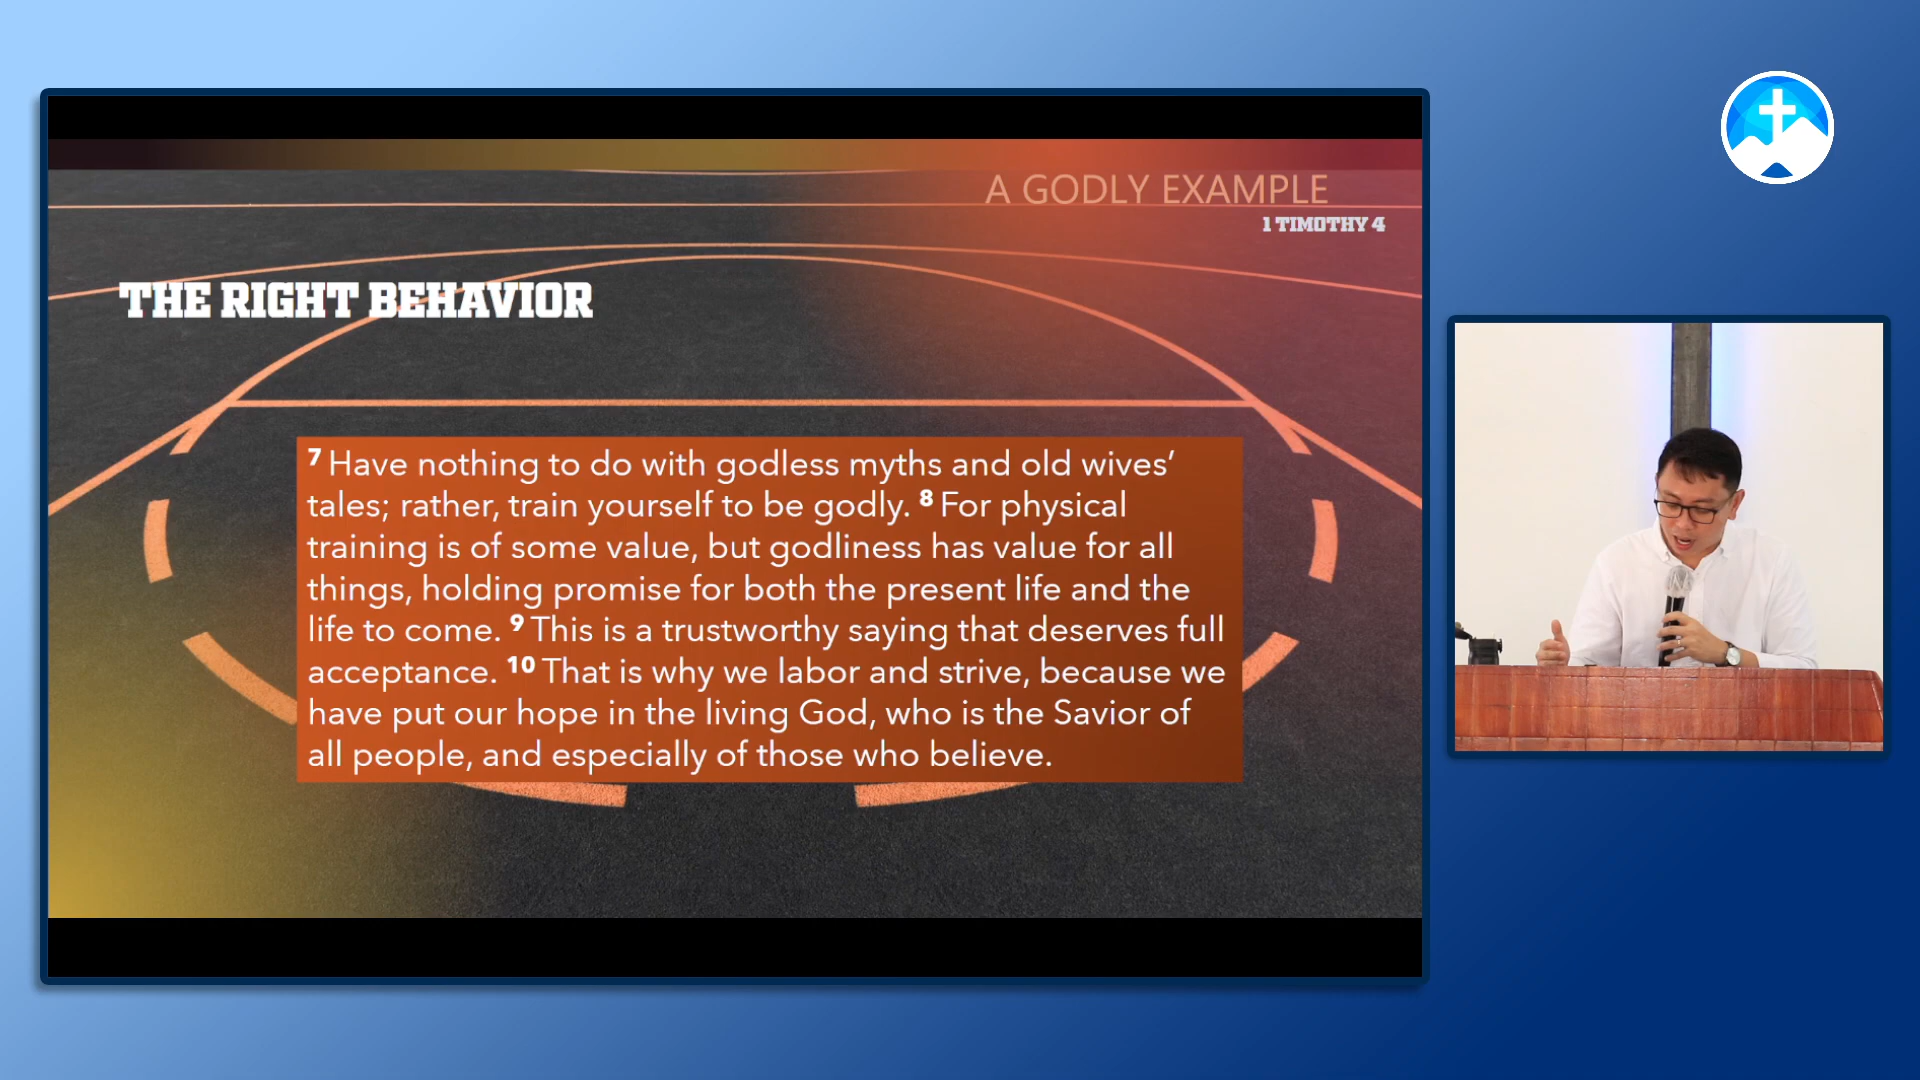 A GODLY EXAMPLE
1 TIMOTHY 4
THE RIGHT BEHAVIOR
7 Have nothing to do with godless myths and old wives’
tales; rather, train yourself to be godly. 8 For physical
training is of some value, but godliness has value for all
things, holding promise for both the present life and the
life to come. 9 This is a trustworthy saying that deserves full
acceptance. 10 That is why we labor and strive, because we
have put our hope in the living God, who is the Savior of
all people, and especially of those who believe.